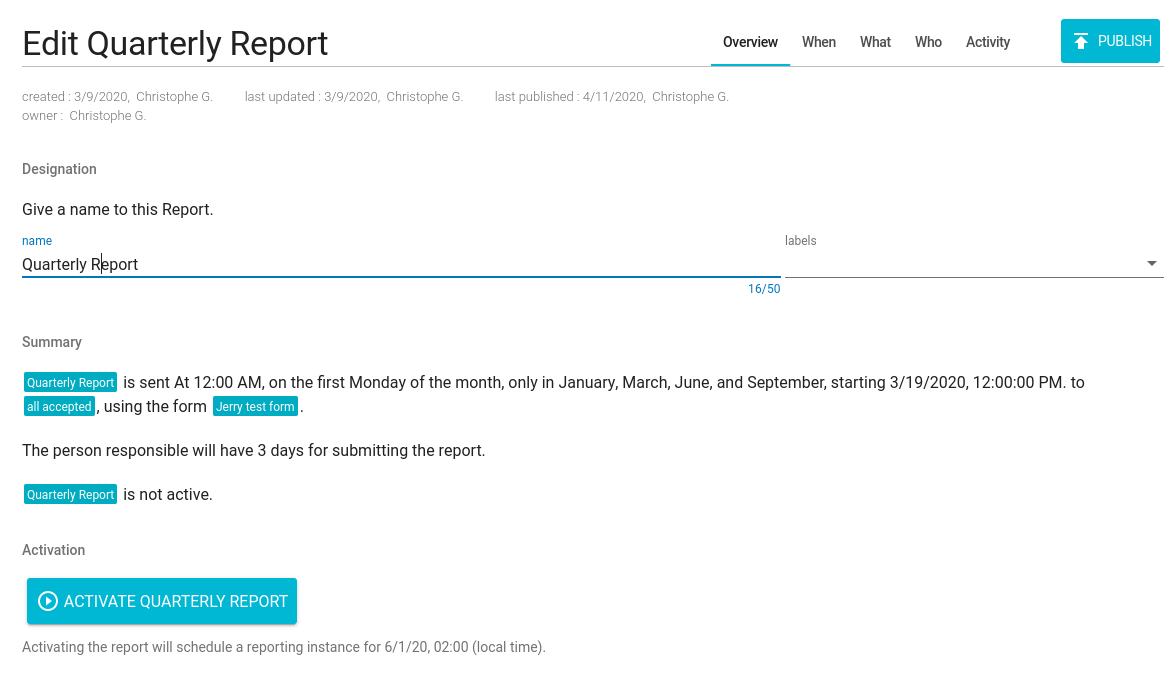 Edit Quarterly Report
Overview When What Who Activity PUBLISH
created : 3/9/2020, Christophe G. last updated : 3/9/2020, Christophe G. last published : 4/11/2020, Christophe G.
owner : Christophe G.
Designation
Give a name to this Report.
name labels
Quarterly Report
16/50
Summary
Quarterly Report is sent At 12:00 AM, on the first Monday of the month, only in January, March, June, and September, starting 3/19/2020, 12:00:00 PM. to
all accepted , using the form Jerry test form .
The person responsible will have 3 days for submitting the report.
Quarterly Report is not active.
Activation
ACTIVATE QUARTERLY REPORT
Activating the report will schedule a reporting instance for 6/1/20, 02:00 (local time).